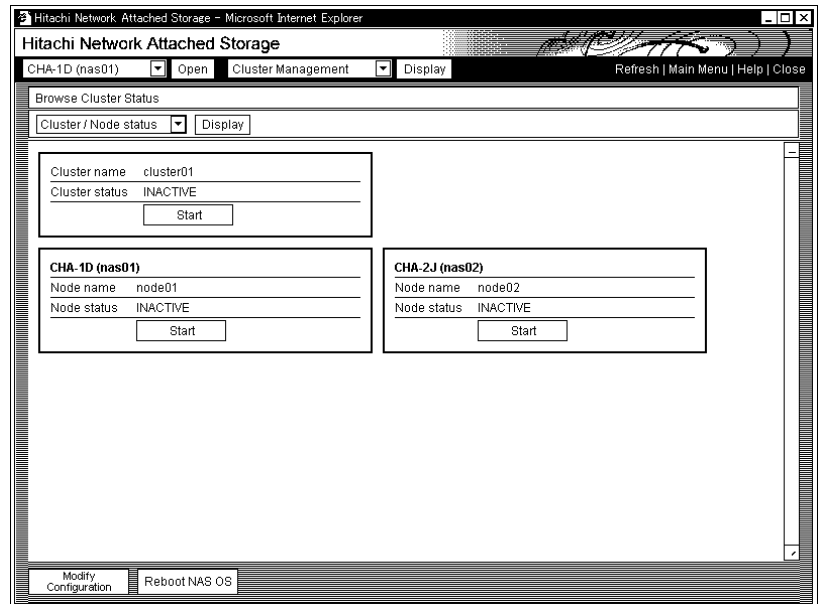 Hitachi Network Attached Storage - Microsoft Internet Explorer
Hitachi Network Attached Storage
CHA-1D (nas01) Open Cluster Management Display Refresh | Main Menu | Help | Close
Browse Cluster Status
Cluster / Node status Display
Cluster name cluster01
Cluster status INACTIVE
Start
CHA-1D (nas01)
Node name node01
Node status INACTIVE
Start
CHA-2J (nas02)
Node name node02
Node status INACTIVE
Start
Modify
Configuration
Reboot NAS OS